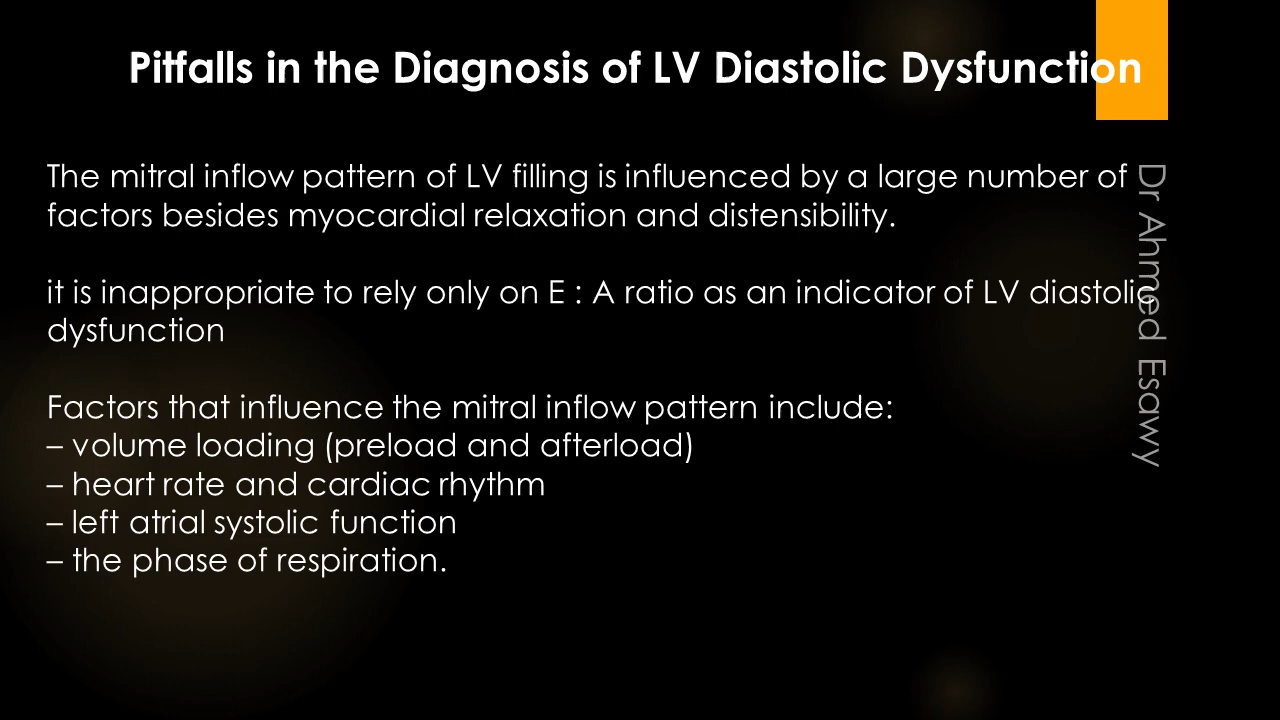 Pitfalls in the Diagnosis of LV Diastolic Dysfunction
The mitral inflow pattern of LV filling is influenced by a large number of
factors besides myocardial relaxation and distensibility.
it is inappropriate to rely only on E : A ratio as an indicator of LV diastolic
dysfunction
Factors that influence the mitral inflow pattern include:
– volume loading (preload and afterload)
– heart rate and cardiac rhythm
– left atrial systolic function
– the phase of respiration.
Dr Ahmed Esawy